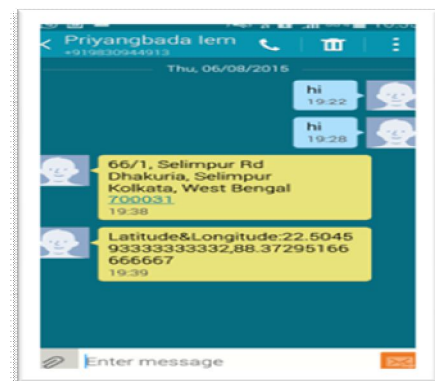 Priyangbada lem
+919830944913
Thu, 06/08/2015
hi
19:22
hi
19:28
66/1, Selimpur Rd
Dhakuria, Selimpur
Kolkata, West Bengal
700031
19:38
Latitude&Longitude:22.5045
93333333332,88.37295166
666667
19:39
Enter message